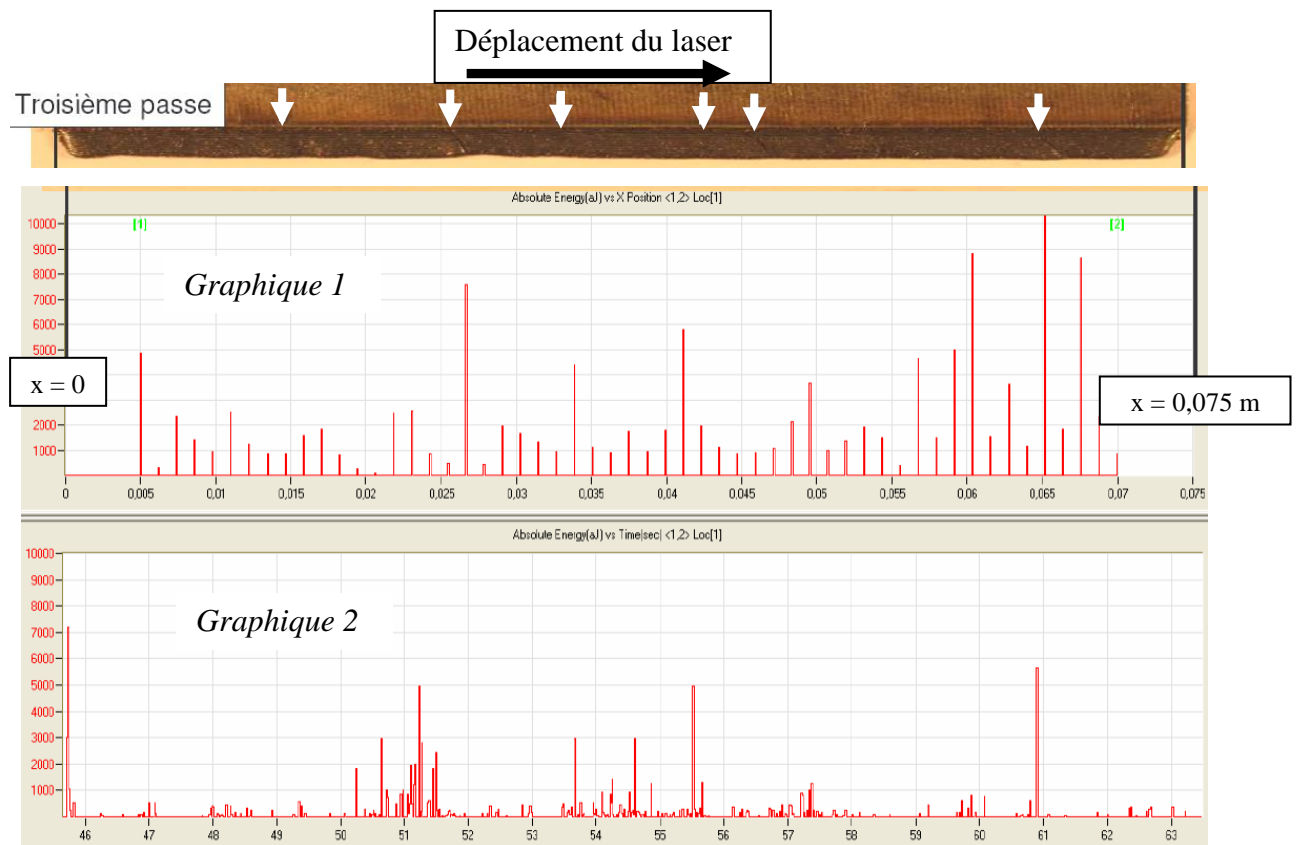 Déplacement du laser
Troisième passe
Absolute Energy(aJ) vs X Position <1,2> Loc[1]
10000
[1]
[2]
9000
8000
Graphique 1
7000
6000
5000
x = 0
x = 0,075 m
2000
1000
0 0,005 0,01 0,015 0,02 0,025 0,03 0,035 0,04 0,045 0,05 0,055 0,06 0,065 0,07 0,075
Absolute Energy(aJ) vs Time[sec] <1,2> Loc[1]
10000
9000
8000
Graphique 2
7000
6000
5000
4000
3000
2000
1000
46 47 48 49 50 51 52 53 54 55 56 57 58 59 60 61 62 63